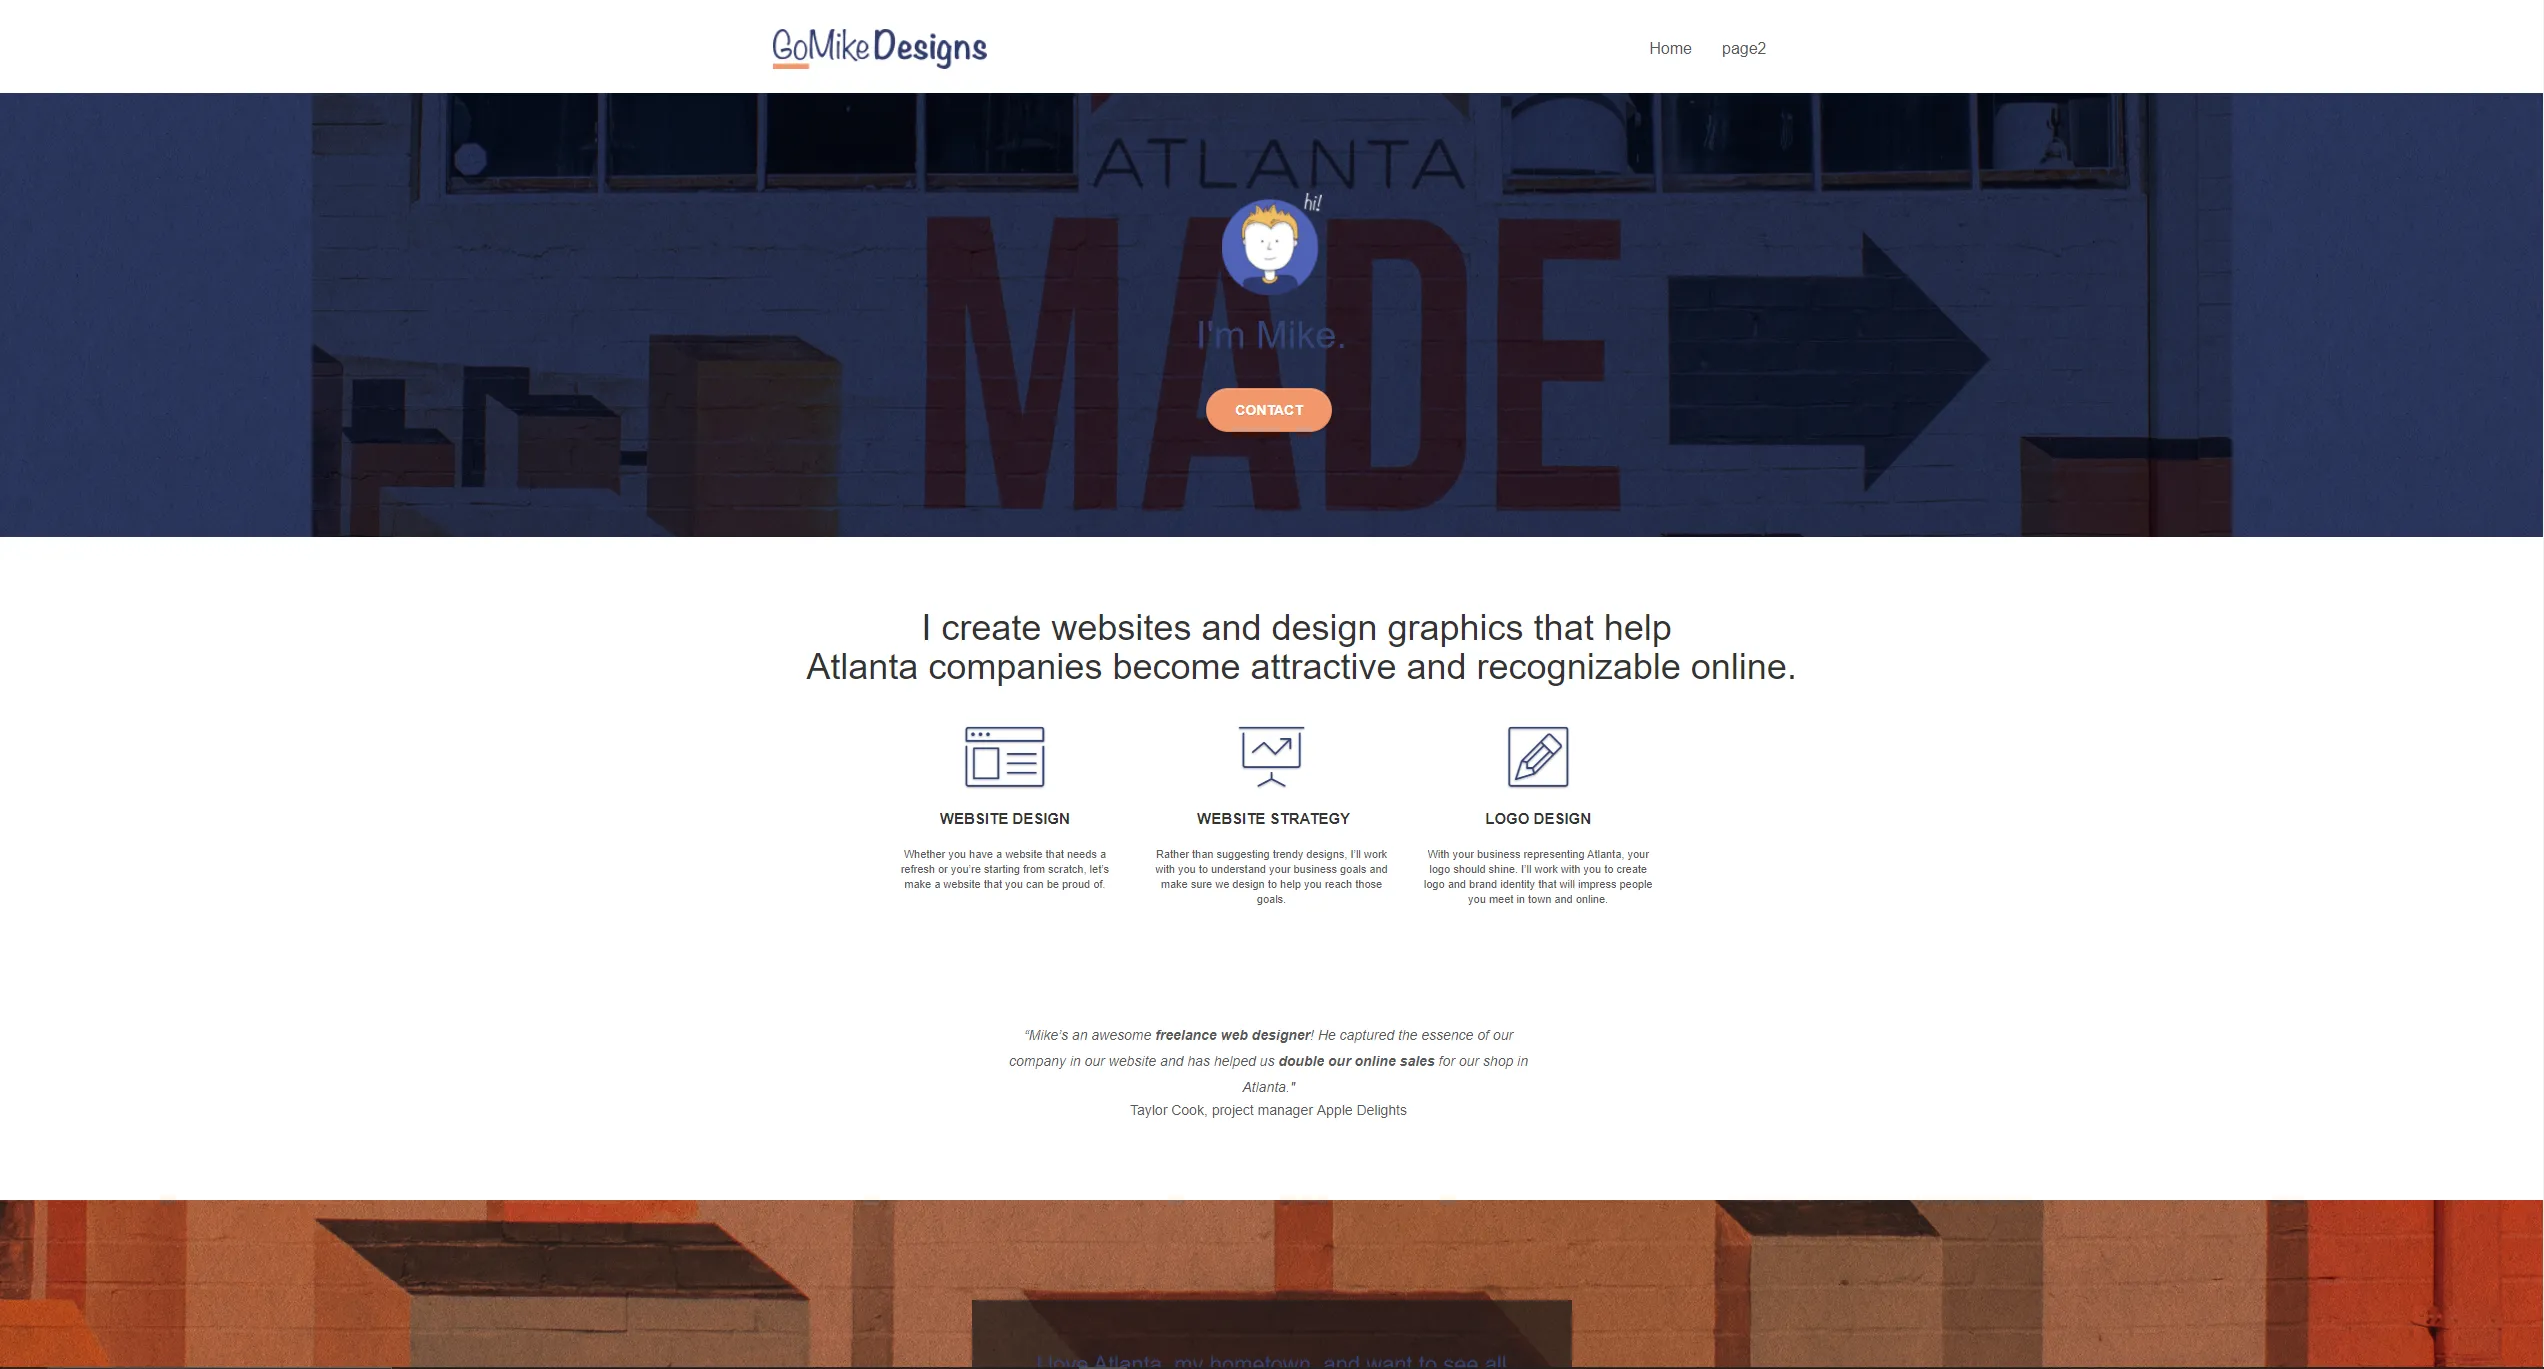 GoMike Designs
Home page2
ATLANTA
hi!
MADE
I'm Mike.
CONTACT
I create websites and design graphics that help
Atlanta companies become attractive and recognizable online.
WEBSITE DESIGN
Whether you have a website that needs a
refresh or you're starting from scratch, let's
make a website that you can be proud of.
WEBSITE STRATEGY
Rather than suggesting trendy designs, I'll work
with you to understand your business goals and
make sure we design to help you reach those
goals.
LOGO DESIGN
With your business representing Atlanta, your
logo should shine. I'll work with you to create
logo and brand identity that will impress people
you meet in town and online.
“Mike's an awesome freelance web designer! He captured the essence of our
company in our website and has helped us double our online sales for our shop in
Atlanta."
Taylor Cook, project manager Apple Delights
I love Atlanta, my hometown, and want to see all